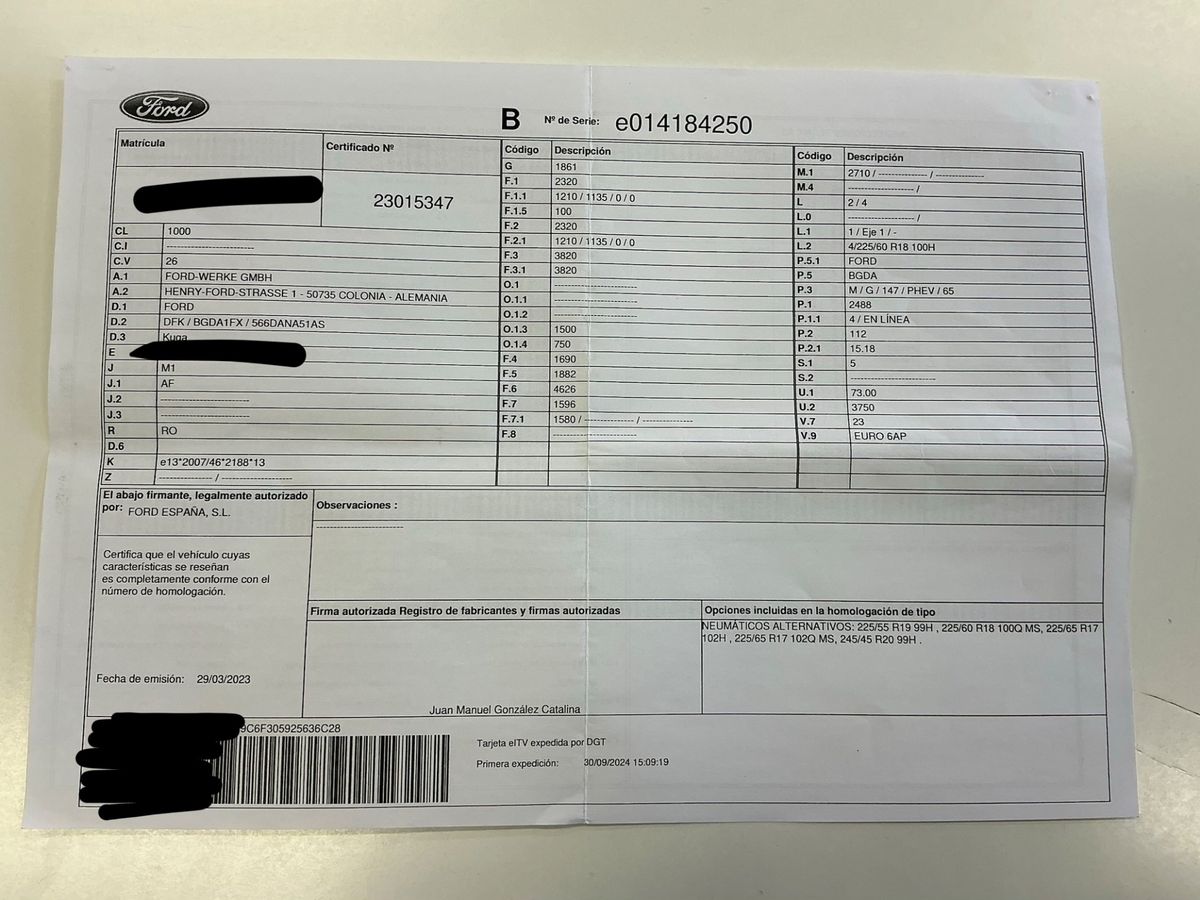 Ford
B Nº de Serie: e014184250
Matrícula
Certificado Nº
23015347
CL 1000
C.I ------------------------
C.V 26
A.1 FORD-WERKE GMBH
A.2 HENRY-FORD-STRASSE 1 - 50735 COLONIA - ALEMANIA
D.1 FORD
D.2 DFK / BGDA1FX / 566DANA51AS
D.3 Kuga
E
J M1
J.1 AF
J.2 ------------------------
J.3 ------------------------
R RO
D.6
K e13*2007/46*2188*13
Z --------------- / -------------------
Código Descripción
G 1861
F.1 2320
F.1.1 1210 / 1135 / 0 / 0
F.1.5 100
F.2 2320
F.2.1 1210 / 1135 / 0 / 0
F.3 3820
F.3.1 3820
O.1 -----------------------
O.1.1 -----------------------
O.1.2 -----------------------
O.1.3 1500
O.1.4 750
F.4 1690
F.5 1882
F.6 4626
F.7 1596
F.7.1 1580 / -------------- / --------------
F.8 -----------------------
Código Descripción
M.1 2710 / -------------- / --------------
M.4 ------------------- /
L 2 / 4
L.0 ------------------- /
L.1 1 / Eje 1 / -
L.2 4/225/60 R18 100H
P.5.1 FORD
P.5 BGDA
P.3 M / G / 147 / PHEV / 65
P.1 2488
P.1.1 4 / EN LÍNEA
P.2 112
P.2.1 15.18
S.1 5
S.2 ------------------------
U.1 73.00
U.2 3750
V.7 23
V.9 EURO 6AP
El abajo firmante, legalmente autorizado
por: FORD ESPAÑA, S.L.
Certifica que el vehículo cuyas
características se reseñan
es completamente conforme con el
número de homologación.
Fecha de emisión: 29/03/2023
Observaciones :
------------------------
Firma autorizada Registro de fabricantes y firmas autorizadas
Juan Manuel González Catalina
Opciones incluidas en la homologación de tipo
NEUMÁTICOS ALTERNATIVOS: 225/55 R19 99H , 225/60 R18 100Q MS, 225/65 R17
102H , 225/65 R17 102Q MS, 245/45 R20 99H .
9C6F305925636C28
Tarjeta eITV expedida por DGT
Primera expedición: 30/09/2024 15:09:19